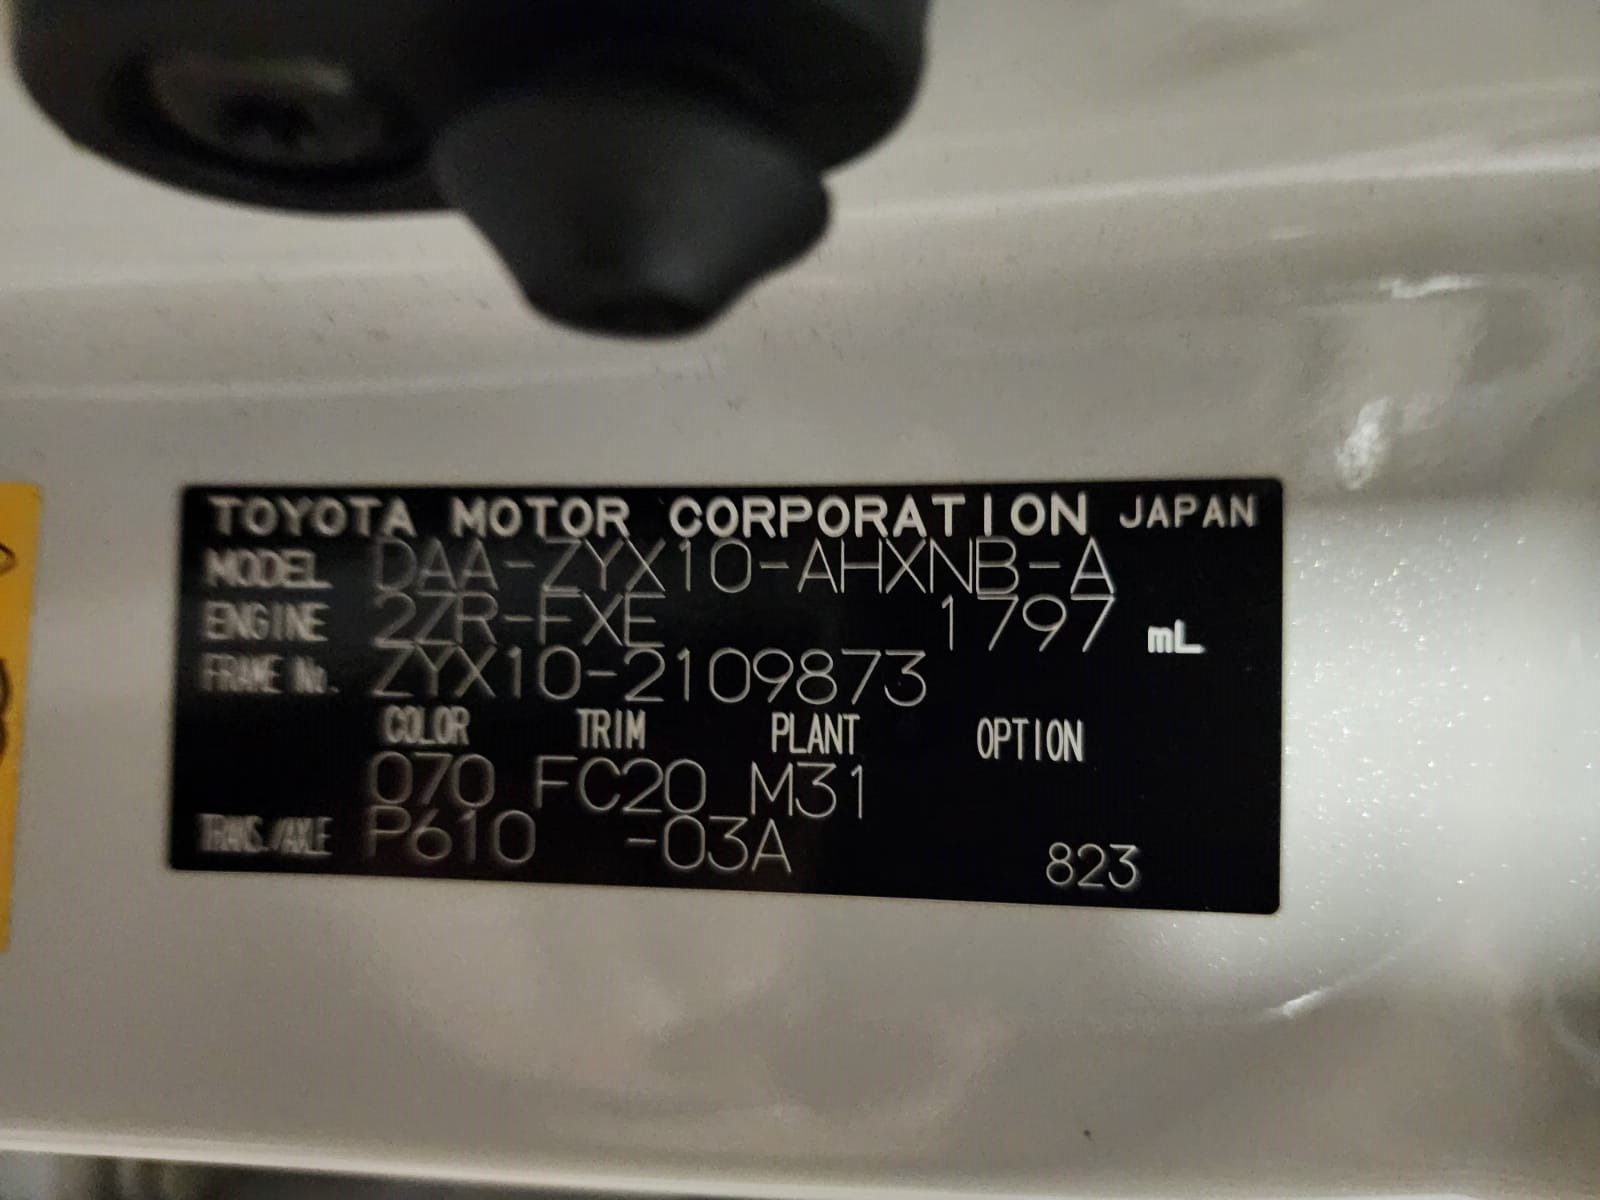 TOYOTA MOTOR CORPORATION JAPAN
MODEL DAA-ZYX10-AHXNB-A
ENGINE 2ZR-FXE 1797 mL
FRAME No. ZYX10-2109873
COLOR TRIM PLANT OPTION
070 FC20 M31
TRANS./AXLE P610 -03A 823